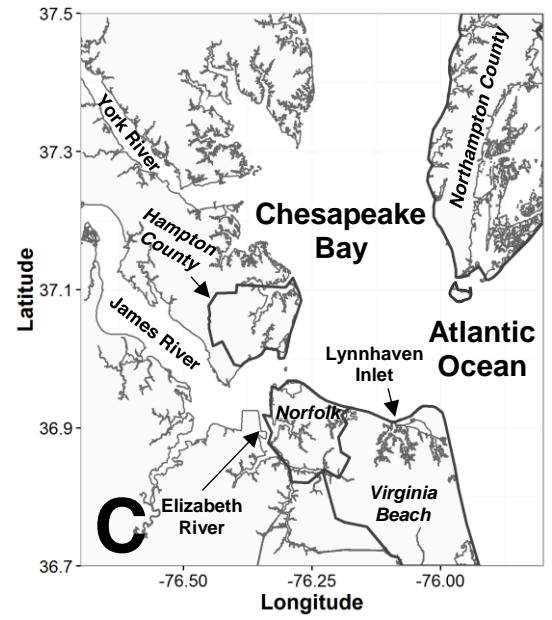 37.5
37.3
37.1
36.9
36.7
Latitude
York River
Northampton County
Chesapeake
Bay
Hampton
County
James River
Atlantic
Ocean
Lynnhaven
Inlet
Norfolk
Elizabeth
River
Virginia
Beach
C
-76.50
-76.25
-76.00
Longitude